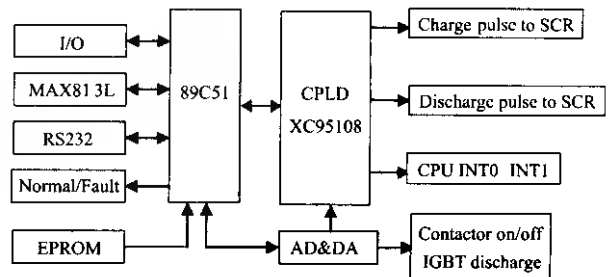 I/O
MAX813L
RS232
Normal/Fault
EPROM
89C51
CPLD
XC95108
AD&DA
Charge pulse to SCR
Discharge pulse to SCR
CPU INT0 INT1
Contactor on/off
IGBT discharge